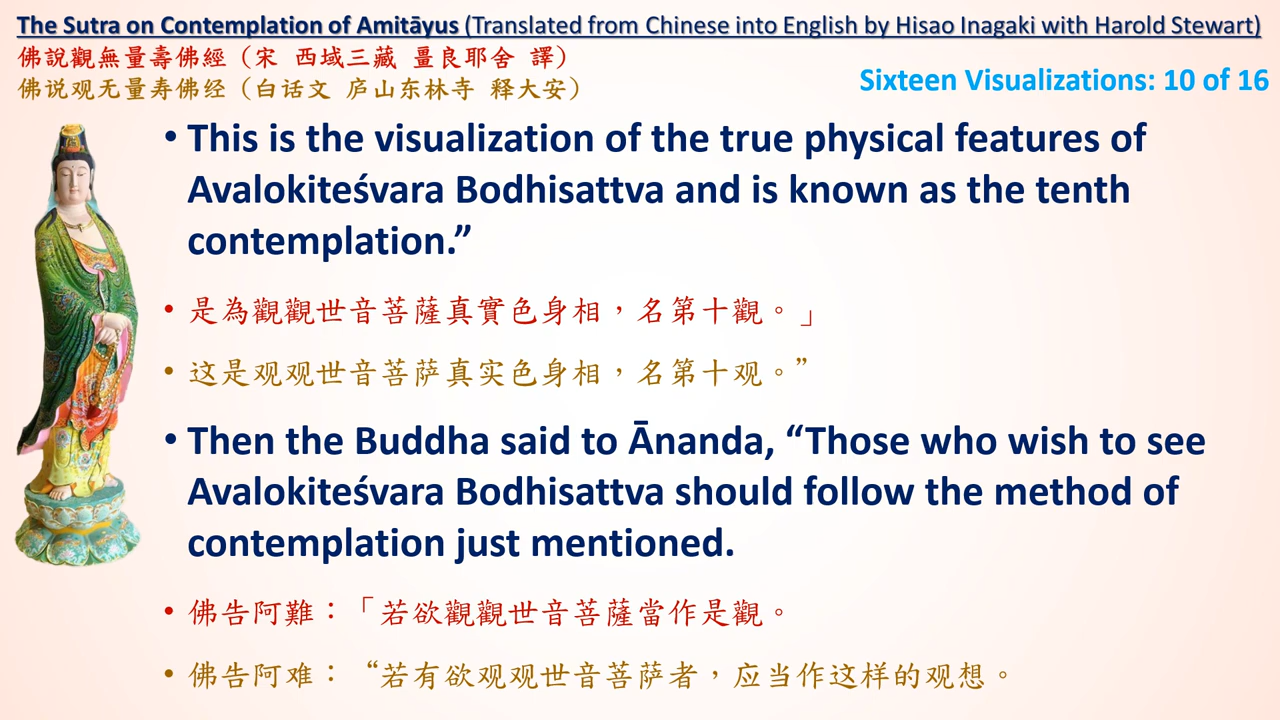 The Sutra on Contemplation of Amitāyus (Translated from Chinese into English by Hisao Inagaki with Harold Stewart)
佛說觀無量壽佛經（宋 西域三藏 畺良耶舍 譯）
佛说观无量寿佛经（白话文 庐山东林寺 释大安）
Sixteen Visualizations: 10 of 16
• This is the visualization of the true physical features of
Avalokiteśvara Bodhisattva and is known as the tenth
contemplation.”
• 是為觀觀世音菩薩真實色身相，名第十觀。」
• 这是观观世音菩萨真实色身相，名第十观。”
• Then the Buddha said to Ānanda, “Those who wish to see
Avalokiteśvara Bodhisattva should follow the method of
contemplation just mentioned.
• 佛告阿難：「若欲觀觀世音菩薩當作是觀。
• 佛告阿难：“若有欲观观世音菩萨者，应当作这样的观想。